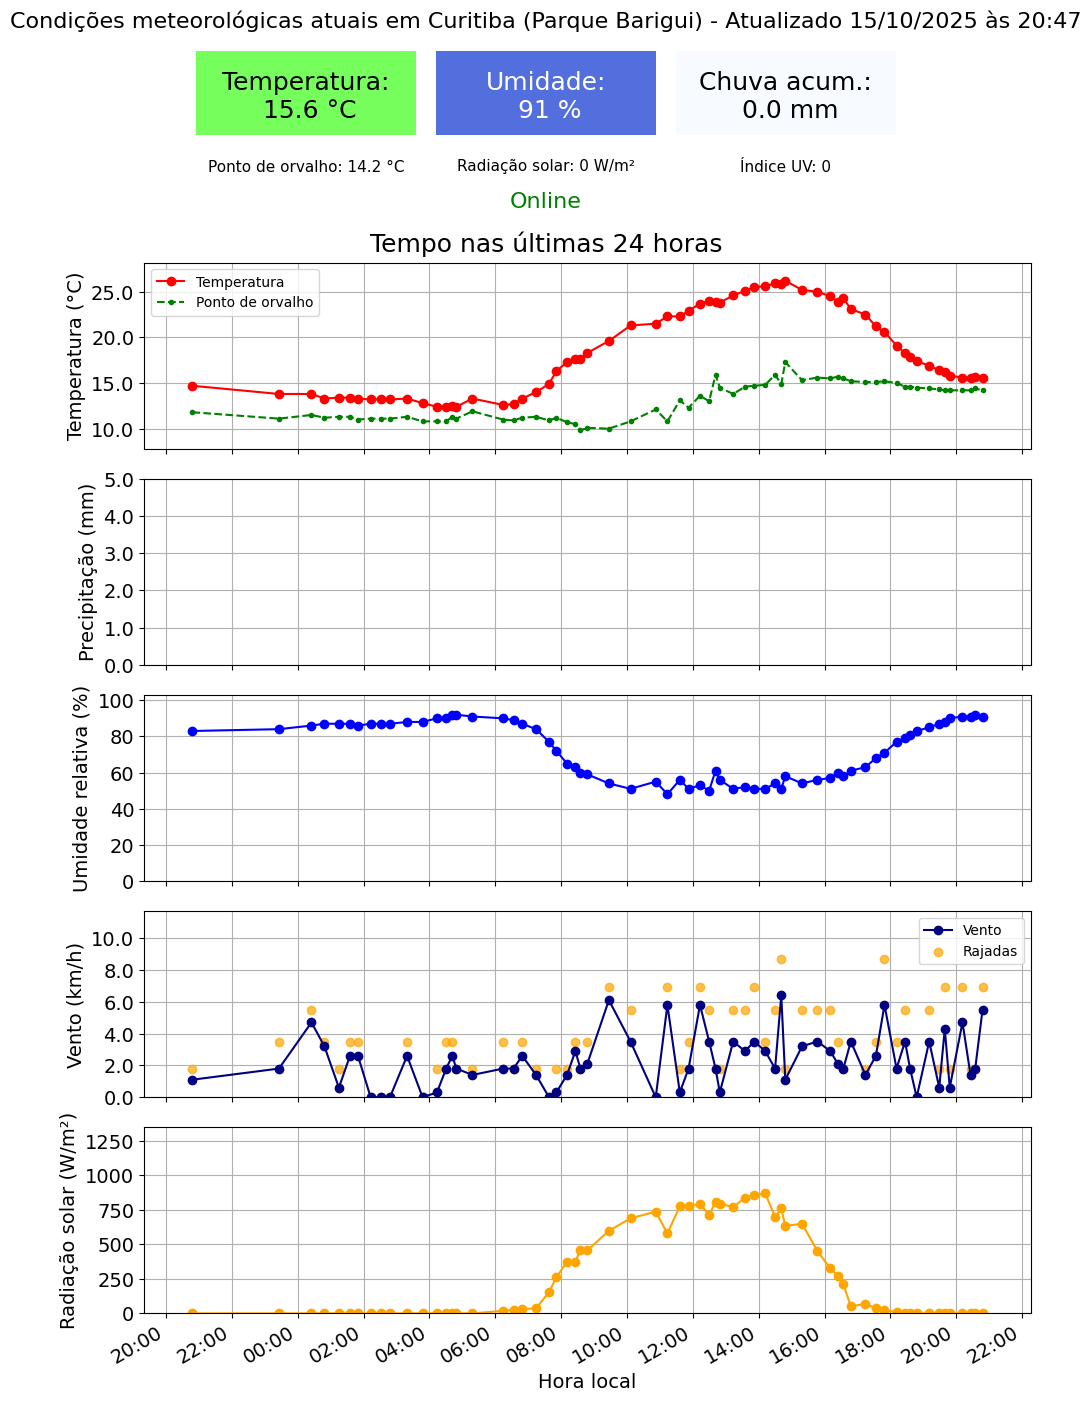 Condições meteorológicas atuais em Curitiba (Parque Barigui) - Atualizado 15/10/2025 às 20:47
Temperatura:
15.6 °C
Umidade:
91 %
Chuva acum.:
0.0 mm
Ponto de orvalho: 14.2 °C
Radiação solar: 0 W/m²
Índice UV: 0
Online
Tempo nas últimas 24 horas
Temperatura (°C)
25.0
20.0
15.0
10.0
Temperatura
Ponto de orvalho
Precipitação (mm)
5.0
4.0
3.0
2.0
1.0
0.0
Umidade relativa (%)
100
80
60
40
20
0
Vento (km/h)
10.0
8.0
6.0
4.0
2.0
0.0
Vento
Rajadas
Radiação solar (W/m²)
1250
1000
750
500
250
0
20:00
22:00
00:00
02:00
04:00
06:00
08:00
10:00
12:00
14:00
16:00
18:00
20:00
22:00
Hora local